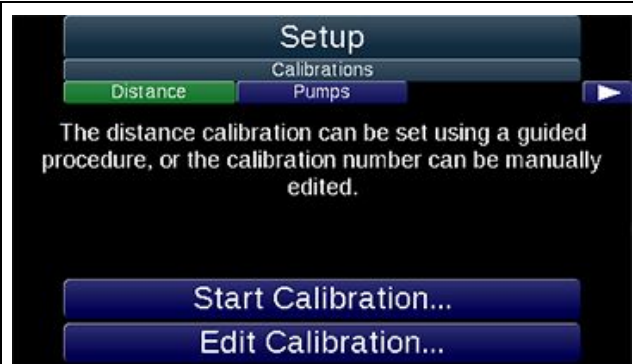 Setup
Calibrations
Distance Pumps
The distance calibration can be set using a guided
procedure, or the calibration number can be manually
edited.
Start Calibration...
Edit Calibration...